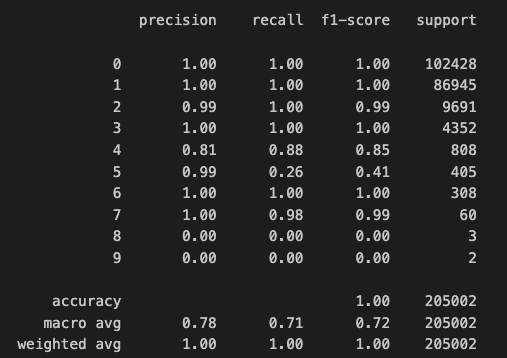 precision recall f1-score support
0 1.00 1.00 1.00 102428
1 1.00 1.00 1.00 86945
2 0.99 1.00 0.99 9691
3 1.00 1.00 1.00 4352
4 0.81 0.88 0.85 808
5 0.99 0.26 0.41 405
6 1.00 1.00 1.00 308
7 1.00 0.98 0.99 60
8 0.00 0.00 0.00 3
9 0.00 0.00 0.00 2
accuracy 1.00 205002
macro avg 0.78 0.71 0.72 205002
weighted avg 1.00 1.00 1.00 205002